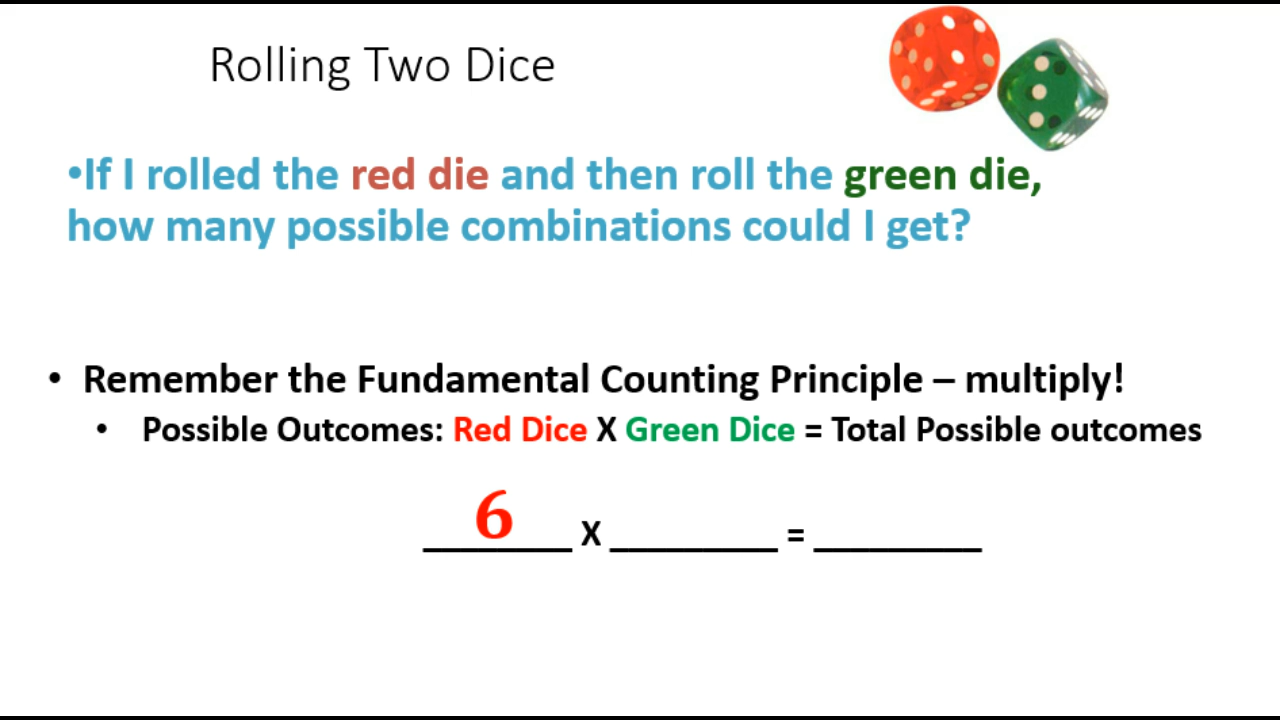 Rolling Two Dice
•If I rolled the red die and then roll the green die,
how many possible combinations could I get?
• Remember the Fundamental Counting Principle – multiply!
• Possible Outcomes: Red Dice X Green Dice = Total Possible outcomes
6 X ________ = ________